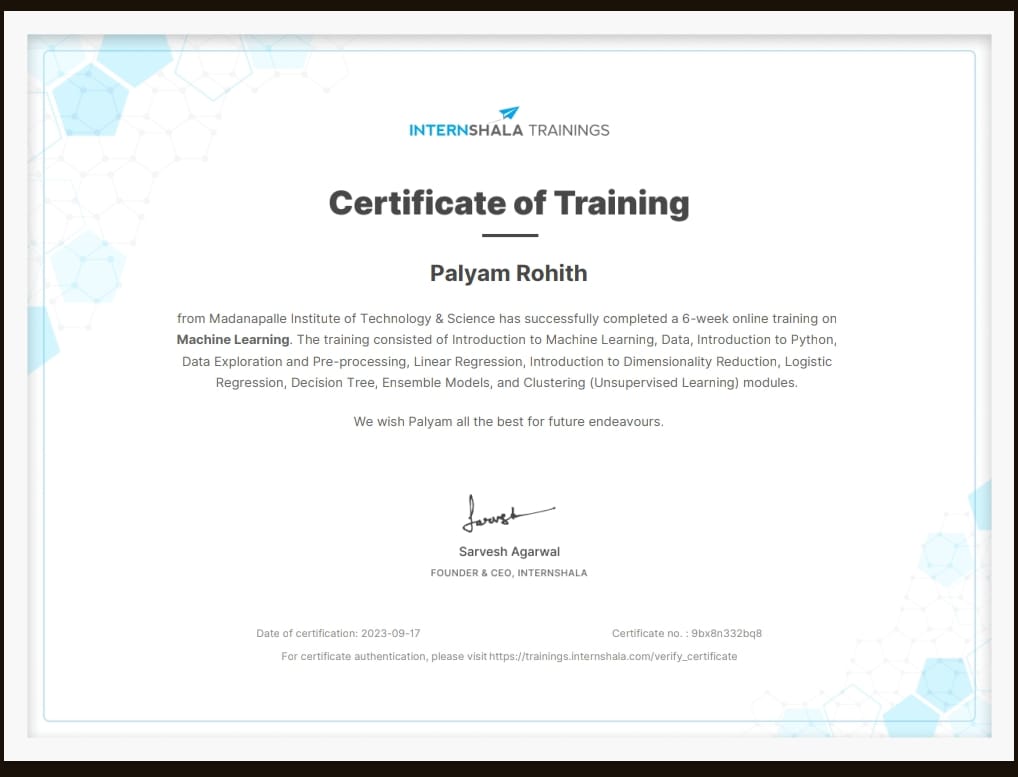 INTERNSHALA TRAININGS
Certificate of Training
Palyam Rohith
from Madanapalle Institute of Technology & Science has successfully completed a 6-week online training on
Machine Learning. The training consisted of Introduction to Machine Learning, Data, Introduction to Python,
Data Exploration and Pre-processing, Linear Regression, Introduction to Dimensionality Reduction, Logistic
Regression, Decision Tree, Ensemble Models, and Clustering (Unsupervised Learning) modules.
We wish Palyam all the best for future endeavours.
Sarvesh
Sarvesh Agarwal
FOUNDER & CEO, INTERNSHALA
Date of certification: 2023-09-17
Certificate no. : 9bx8n332bq8
For certificate authentication, please visit https://trainings.internshala.com/verify_certificate